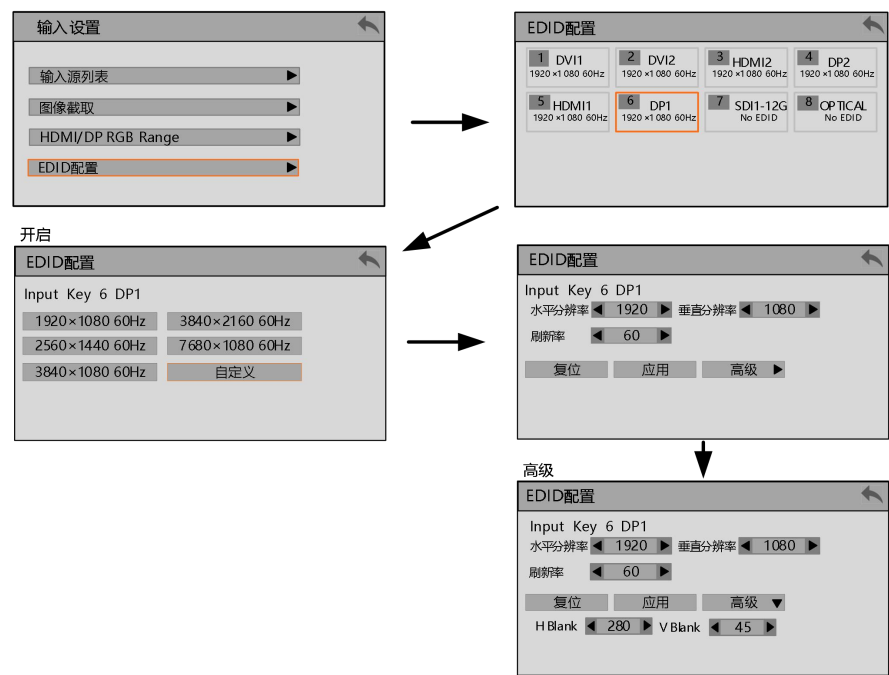 输入设置
输入源列表
图像截取
HDMI/DP RGB Range
EDID配置
EDID配置
1 DVI1
1920×1080 60Hz
2 DVI2
1920×1080 60Hz
3 HDMI2
1920×1080 60Hz
4 DP2
1920×1080 60Hz
5 HDMI1
1920×1080 60Hz
6 DP1
1920×1080 60Hz
7 SDI1-12G
No EDID
8 OPTICAL
No EDID
开启
EDID配置
Input Key 6 DP1
1920×1080 60Hz 3840×2160 60Hz
2560×1440 60Hz 7680×1080 60Hz
3840×1080 60Hz 自定义
EDID配置
Input Key 6 DP1
水平分辨率 1920 垂直分辨率 1080
刷新率 60
复位 应用 高级
高级
EDID配置
Input Key 6 DP1
水平分辨率 1920 垂直分辨率 1080
刷新率 60
复位 应用 高级
H Blank 280 V Blank 45